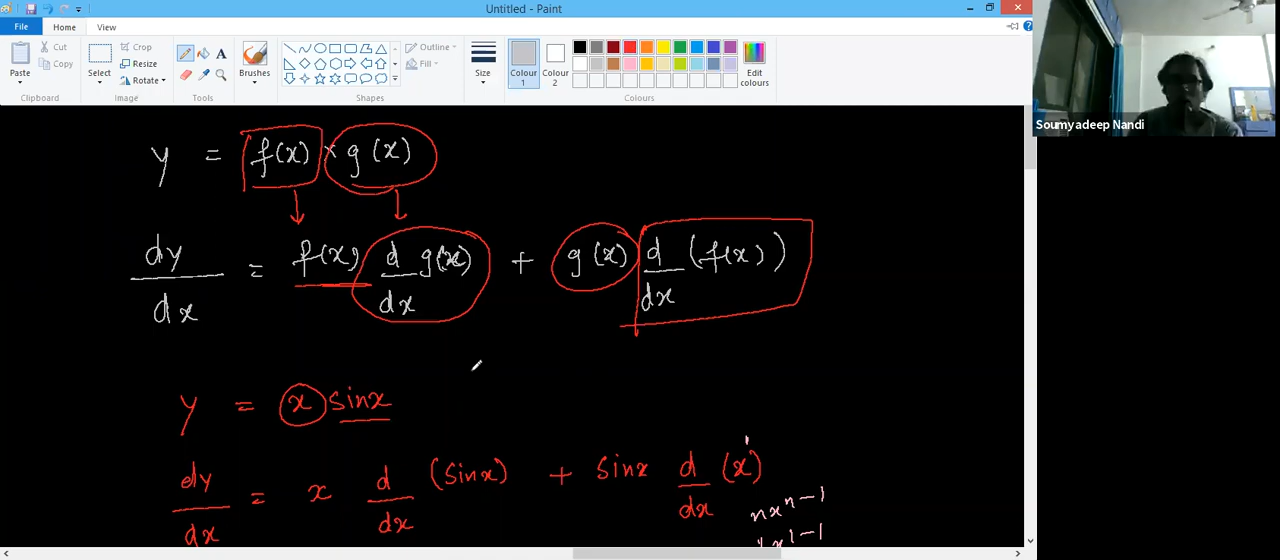 Untitled - Paint
File Home View
Cut Crop Outline
Copy Resize Fill
Paste Select Rotate Brushes Size Colour 1 Colour 2 Edit colours
Clipboard Image Tools Shapes Colours
Soumyadeep Nandi
y = f(x) × g(x)
dy/dx = f(x) d/dx g(x) + g(x) d/dx (f(x))
y = x sinx
dy/dx = x d/dx (sinx) + sinx d/dx (x¹)
nxⁿ⁻¹
1x¹⁻¹